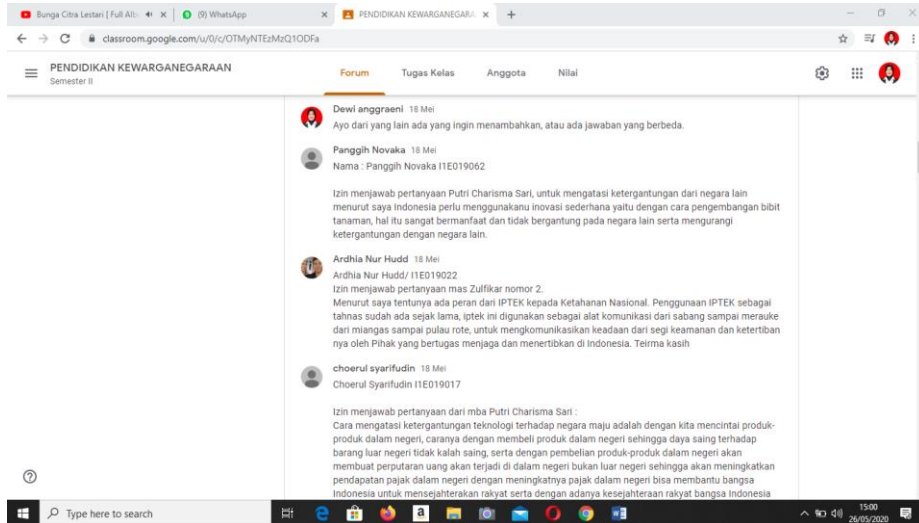 Bunga Citra Lestari [ Full Alb
(9) WhatsApp
PENDIDIKAN KEWARGANEGARA
classroom.google.com/u/0/c/OTMyNTEzMzQ1ODFa
PENDIDIKAN KEWARGANEGARAAN
Semester II
Forum
Tugas Kelas
Anggota
Nilai
Dewi anggraeni 18 Mei
Ayo dari yang lain ada yang ingin menambahkan, atau ada jawaban yang berbeda.
Panggih Novaka 18 Mei
Nama : Panggih Novaka I1E019062
Izin menjawab pertanyaan Putri Charisma Sari, untuk mengatasi ketergantungan dari negara lain
menurut saya Indonesia perlu menggunakanu inovasi sederhana yaitu dengan cara pengembangan bibit
tanaman, hal itu sangat bermanfaat dan tidak bergantung pada negara lain serta mengurangi
ketergantungan dengan negara lain.
Ardhia Nur Hudd 18 Mei
Ardhia Nur Hudd/ I1E019022
Izin menjawab pertanyaan mas Zulfikar nomor 2.
Menurut saya tentunya ada peran dari IPTEK kepada Ketahanan Nasional. Penggunaan IPTEK sebagai
tahnas sudah ada sejak lama, iptek ini digunakan sebagai alat komunikasi dari sabang sampai merauke
dari miangas sampai pulau rote, untuk mengkomunikasikan keadaan dari segi keamanan dan ketertiban
nya oleh Pihak yang bertugas menjaga dan menertibkan di Indonesia. Teirma kasih
choerul syarifudin 18 Mei
Choerul Syarifudin I1E019017
Izin menjawab pertanyaan dari mba Putri Charisma Sari :
Cara mengatasi ketergantungan teknologi terhadap negara maju adalah dengan kita mencintai produk-
produk dalam negeri, caranya dengan membeli produk dalam negeri sehingga daya saing terhadap
barang luar negeri tidak kalah saing, serta dengan pembelian produk-produk dalam negeri akan
membuat perputaran uang akan terjadi di dalam negeri bukan luar negeri sehingga akan meningkatkan
pendapatan pajak dalam negeri dengan meningkatnya pajak dalam negeri bisa membantu bangsa
Indonesia untuk mensejahterakan rakyat serta dengan adanya kesejahteraan rakyat bangsa Indonesia
Type here to search
15:00
26/05/2020